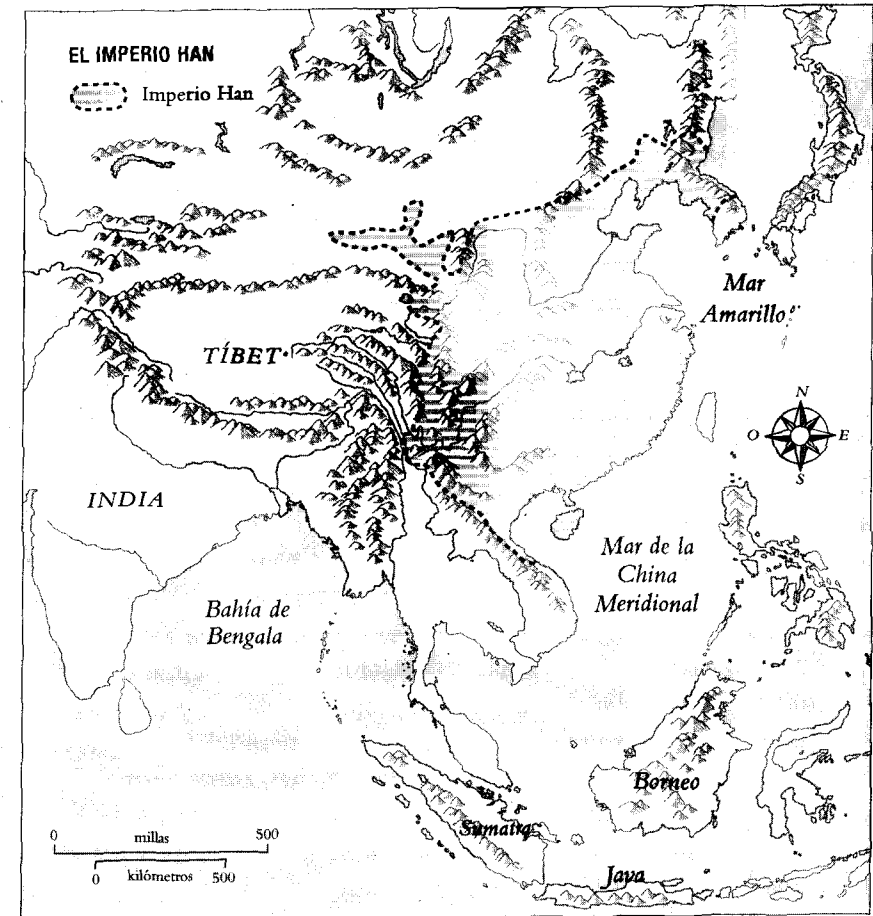 EL IMPERIO HAN
Imperio Han
Mar
Amarillo
TÍBET
N
O
E
S
INDIA
Mar de la
China
Meridional
Bahía de
Bengala
Borneo
Sumatra
Java
0 millas 500
0 kilómetros 500